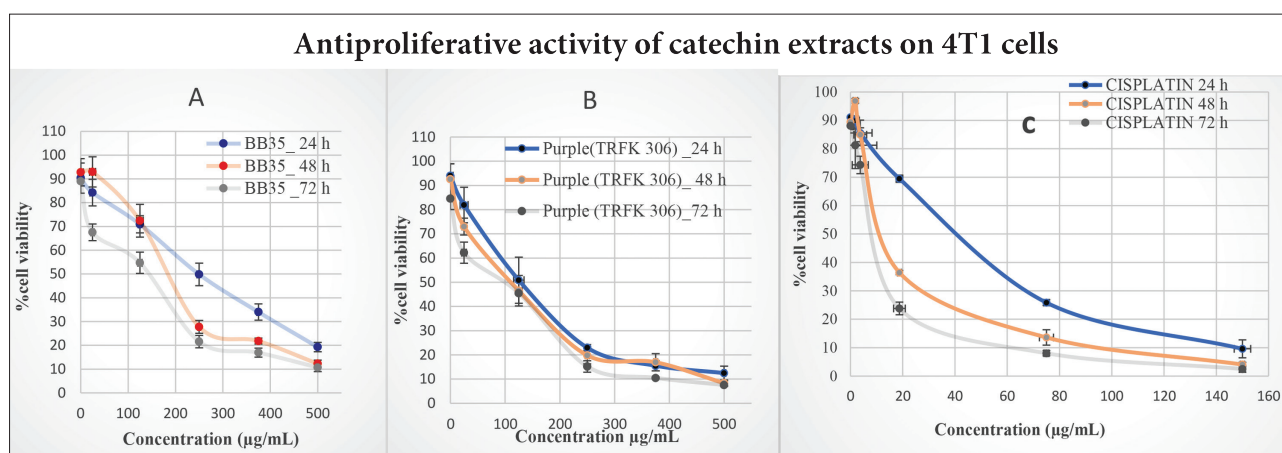 Antiproliferative activity of catechin extracts on 4T1 cells
A
BB35_ 24 h
BB35_ 48 h
BB35_72 h
110
100
90
80
70
60
50
40
30
20
10
0
%cell viability
0 100 200 300 400 500
Concentration (µg/mL)
B
Purple(TRFK 306) _24 h
Purple (TRFK 306)_ 48 h
Purple (TRFK 306)_72 h
110
100
90
80
70
60
50
40
30
20
10
0
%cell viability
0 100 200 300 400 500
Concentration µg/mL
C
CISPLATIN 24 h
CISPLATIN 48 h
CISPLATIN 72 h
100
90
80
70
60
50
40
30
20
10
0
%cell viability
0 20 40 60 80 100 120 140 160
Concentration (µg/mL)